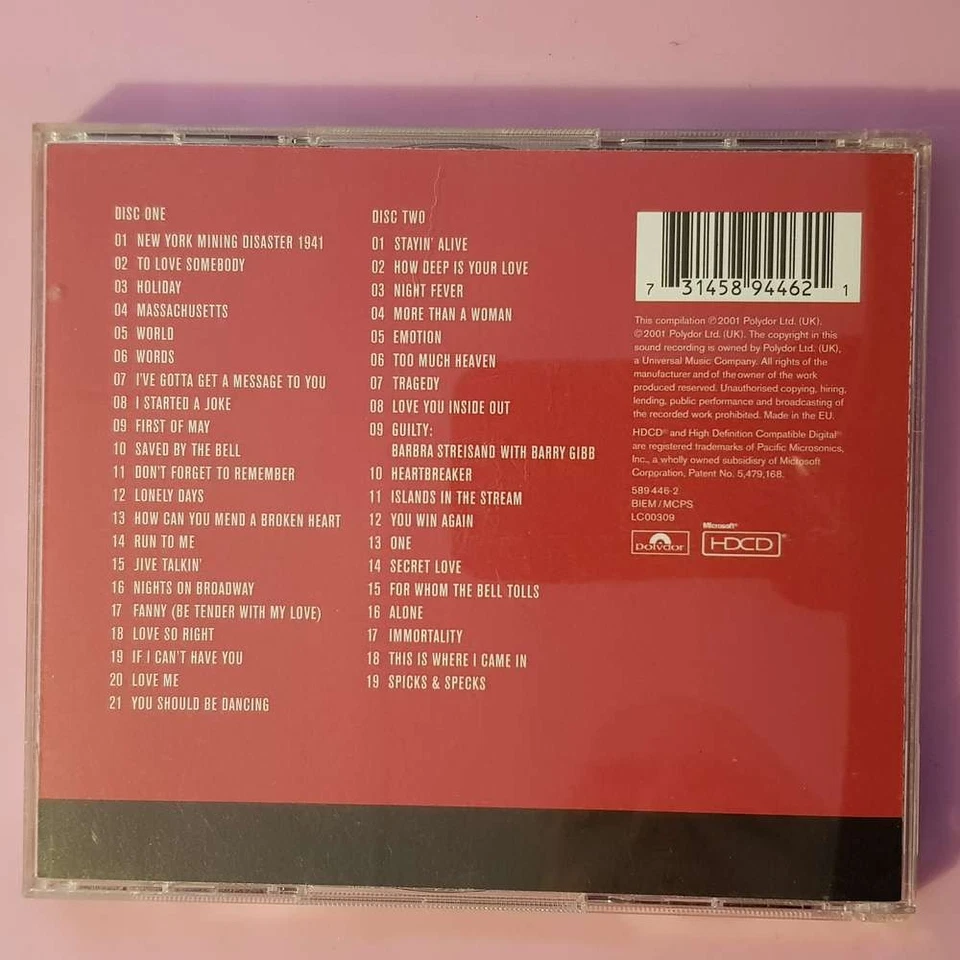 DISC ONE
01 NEW YORK MINING DISASTER 1941
02 TO LOVE SOMEBODY
03 HOLIDAY
04 MASSACHUSETTS
05 WORLD
06 WORDS
07 I'VE GOTTA GET A MESSAGE TO YOU
08 I STARTED A JOKE
09 FIRST OF MAY
10 SAVED BY THE BELL
11 DON'T FORGET TO REMEMBER
12 LONELY DAYS
13 HOW CAN YOU MEND A BROKEN HEART
14 RUN TO ME
15 JIVE TALKIN'
16 NIGHTS ON BROADWAY
17 FANNY (BE TENDER WITH MY LOVE)
18 LOVE SO RIGHT
19 IF I CAN'T HAVE YOU
20 LOVE ME
21 YOU SHOULD BE DANCING
DISC TWO
01 STAYIN' ALIVE
02 HOW DEEP IS YOUR LOVE
03 NIGHT FEVER
04 MORE THAN A WOMAN
05 EMOTION
06 TOO MUCH HEAVEN
07 TRAGEDY
08 LOVE YOU INSIDE OUT
09 GUILTY:
BARBRA STREISAND WITH BARRY GIBB
10 HEARTBREAKER
11 ISLANDS IN THE STREAM
12 YOU WIN AGAIN
13 ONE
14 SECRET LOVE
15 FOR WHOM THE BELL TOLLS
16 ALONE
17 IMMORTALITY
18 THIS IS WHERE I CAME IN
19 SPICKS & SPECKS
7 31458 94462 1
This compilation ℗2001 Polydor Ltd. (UK).
©2001 Polydor Ltd. (UK). The copyright in this
sound recording is owned by Polydor Ltd. (UK),
a Universal Music Company. All rights of the
manufacturer and of the owner of the work
produced reserved. Unauthorised copying, hiring,
lending, public performance and broadcasting of
the recorded work prohibited. Made in the EU.
HDCD® and High Definition Compatible Digital®
are registered trademarks of Pacific Microsonics,
Inc., a wholly owned subsidisry of Microsoft
Corporation, Patent No. 5,479,168.
589 446-2
BIEM / MCPS
LC00309
Polydor
Microsoft®
HDCD®